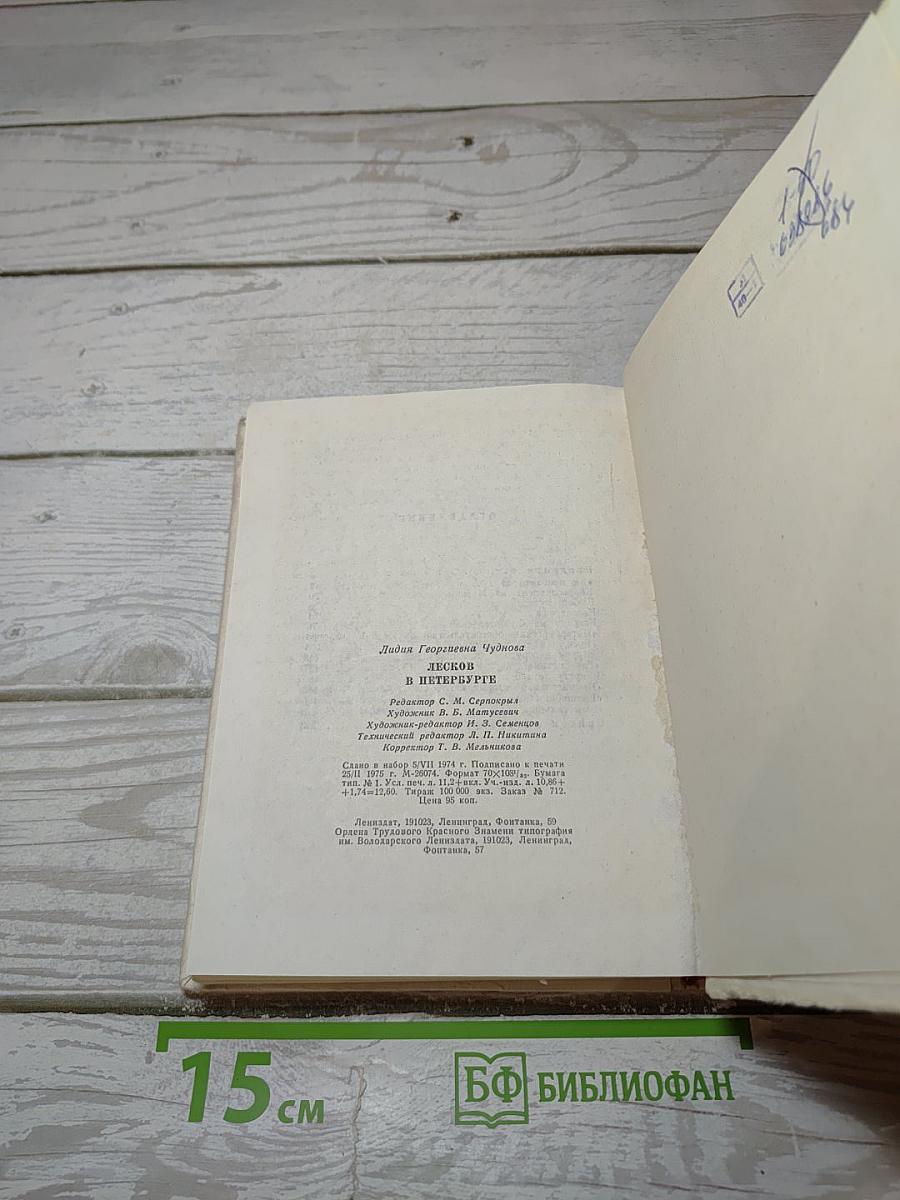 Лидия Георгиевна Чуднова
ЛЕСКОВ
В ПЕТЕРБУРГЕ
Редактор С. М. Серпокрыл
Художник В. Б. Матусевич
Художник-редактор И. З. Семенцов
Технический редактор Л. П. Никитина
Корректор Т. В. Мельникова
Сдано в набор 5/VII 1974 г. Подписано к печати
25/II 1975 г. М-26074. Формат 70×108¹/₃₂. Бумага
тип. № 1. Усл. печ. л. 11,2+вкл. Уч.-изд. л. 10,86+
+1,74=12,60. Тираж 100 000 экз. Заказ № 712.
Цена 95 коп.
Лениздат, 191023, Ленинград, Фонтанка, 59
Ордена Трудового Красного Знамени типография
им. Володарского Лениздата, 191023, Ленинград,
Фонтанка, 57
15 см
БФ БИБЛИОФАН